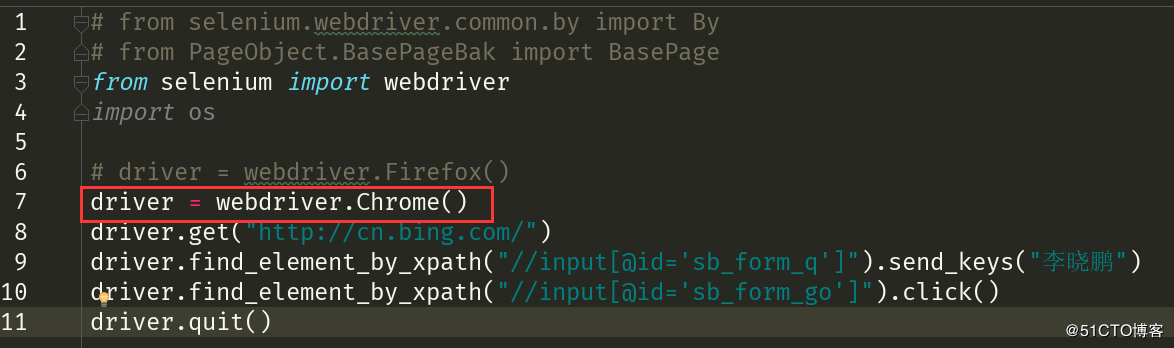 1 # from selenium.webdriver.common.by import By
2 # from PageObject.BasePageBak import BasePage
3 from selenium import webdriver
4 import os
5
6 # driver = webdriver.Firefox()
7 driver = webdriver.Chrome()
8 driver.get("http://cn.bing.com/")
9 driver.find_element_by_xpath("//input[@id='sb_form_q']").send_keys("李晓鹏")
10 driver.find_element_by_xpath("//input[@id='sb_form_go']").click()
11 driver.quit()
@51CTO博客